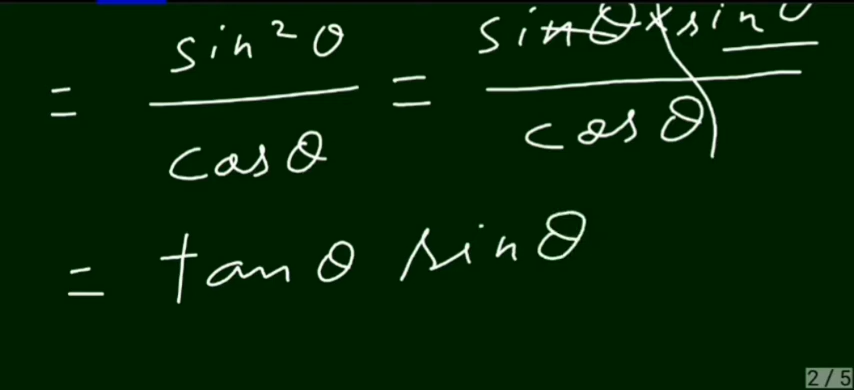 = sin²θ / cosθ = sinθ × sinθ / cosθ
= tanθ sinθ
2/5